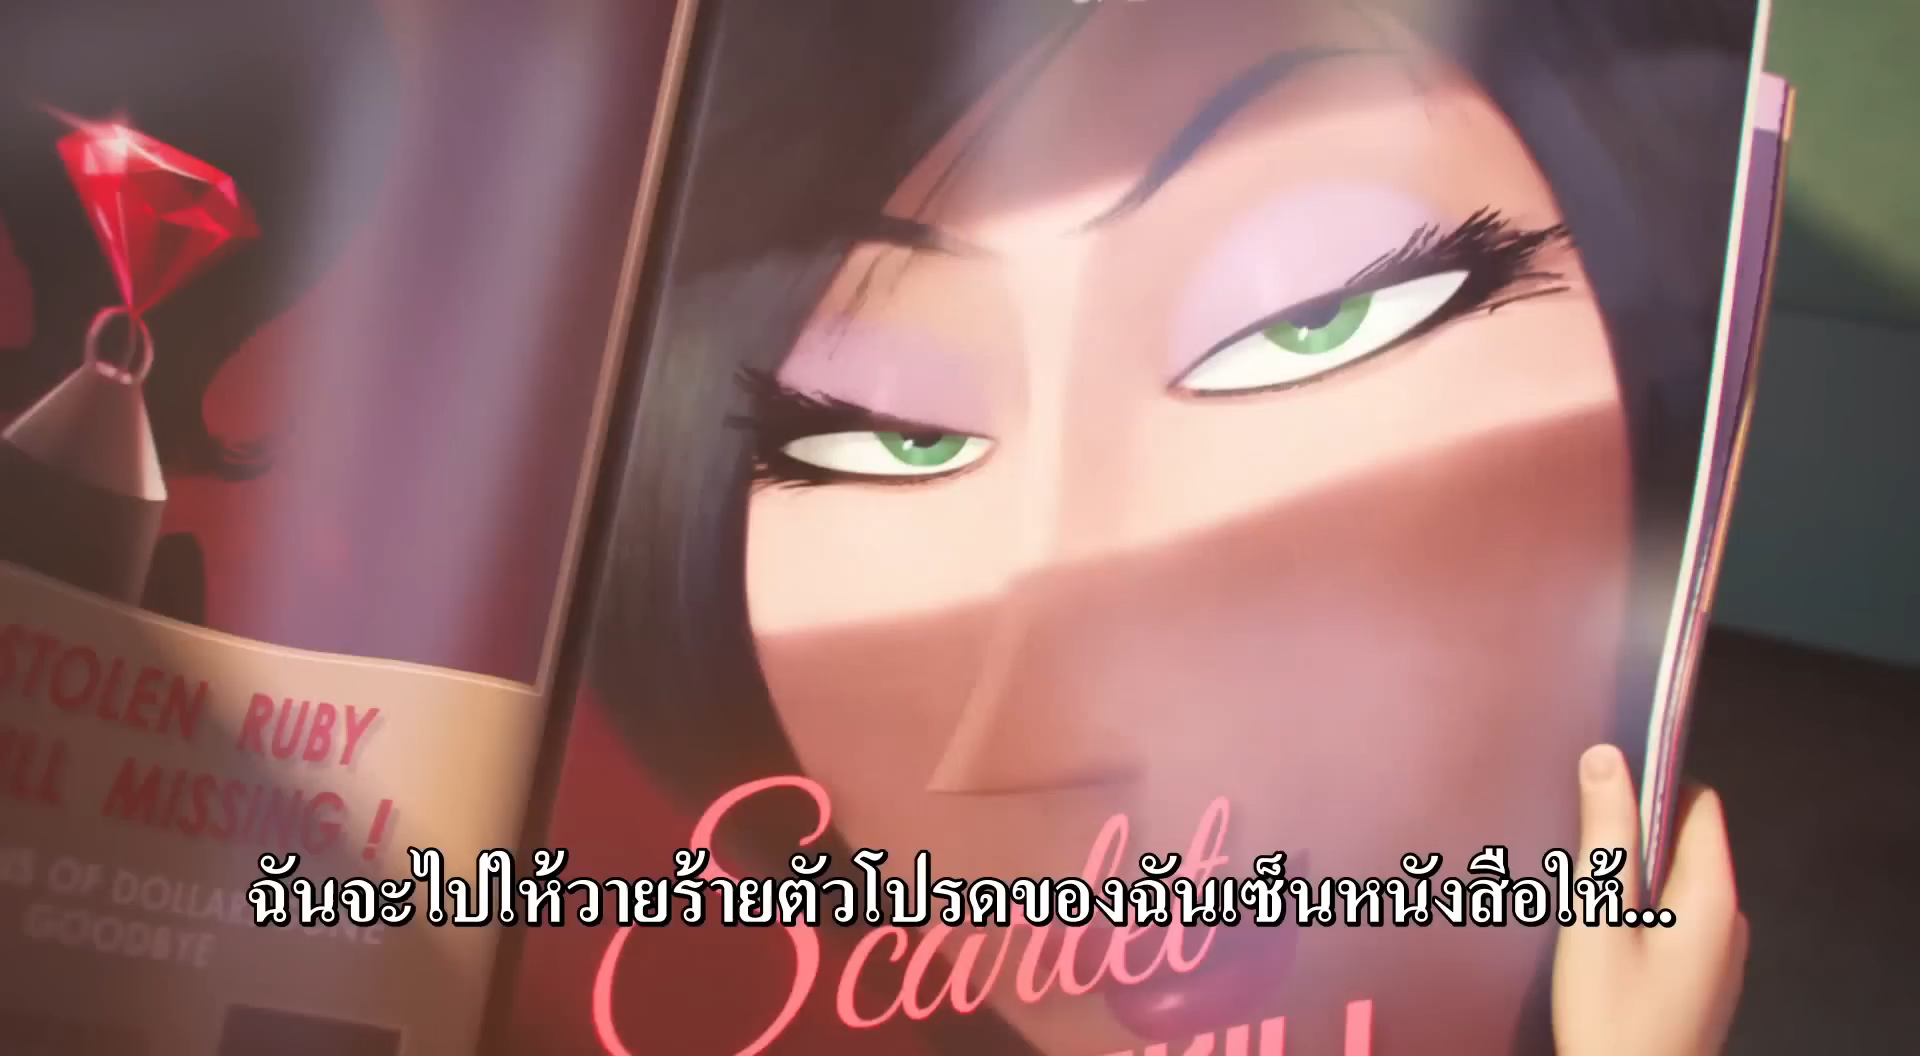 STOLEN RUBY
MISSING!
OF
GOODBYE
Scarlet
ฉันจะไปให้วายร้ายตัวโปรดของฉันเซ็นหนังสือให้...